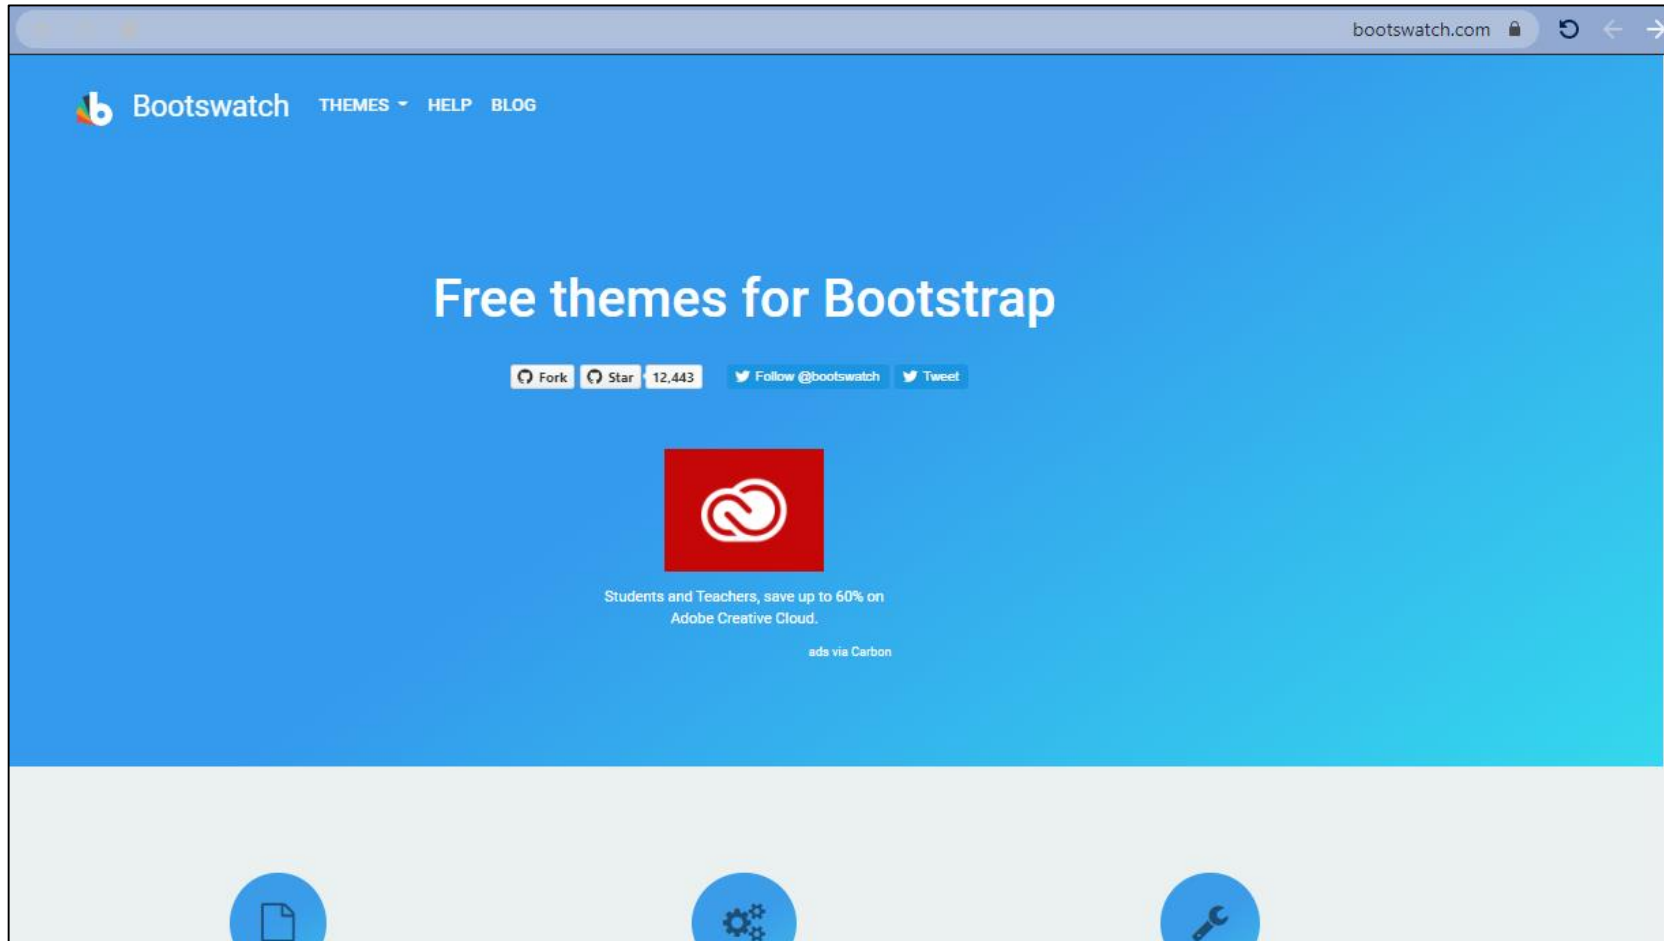 bootswatch.com
Bootswatch THEMES HELP BLOG
Free themes for Bootstrap
Fork Star 12,443 Follow @bootswatch Tweet
Students and Teachers, save up to 60% on
Adobe Creative Cloud.
ads via Carbon